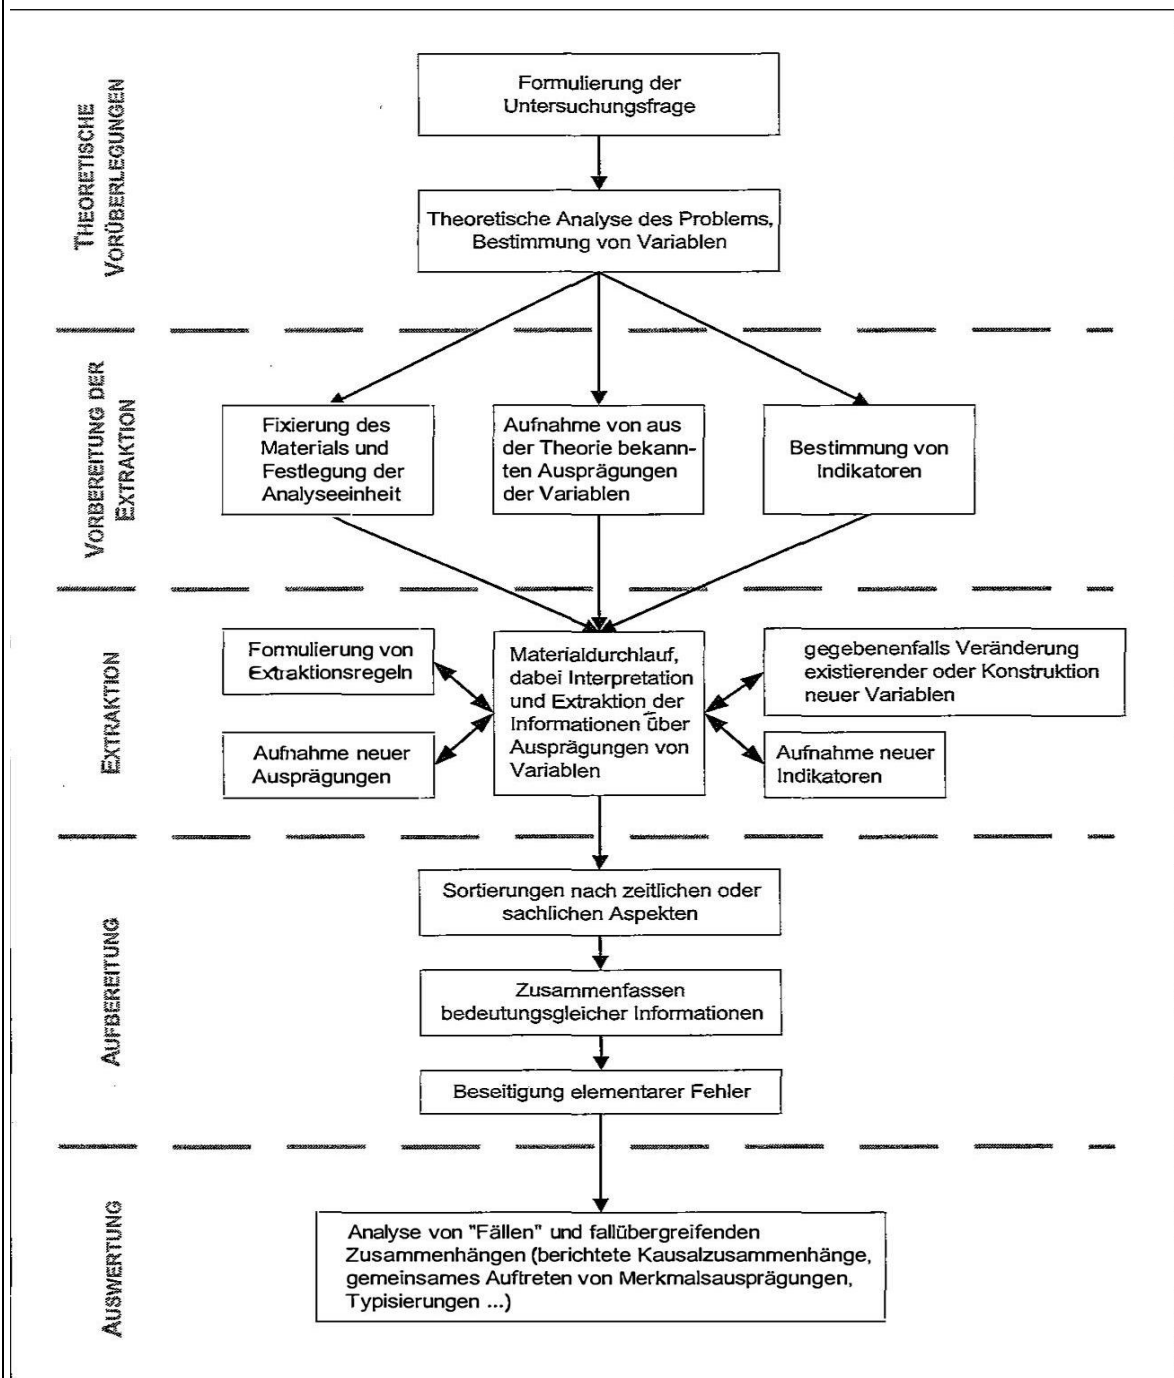 THEORETISCHE
VORÜBERLEGUNGEN
Formulierung der
Untersuchungsfrage
Theoretische Analyse des Problems,
Bestimmung von Variablen
VORBEREITUNG DER
EXTRAKTION
Fixierung des
Materials und
Festlegung der
Analyseeinheit
Aufnahme von aus
der Theorie bekann-
ten Ausprägungen
der Variablen
Bestimmung von
Indikatoren
EXTRAKTION
Formulierung von
Extraktionsregeln
Aufnahme neuer
Ausprägungen
Materialdurchlauf,
dabei Interpretation
und Extraktion der
Informationen über
Ausprägungen von
Variablen
gegebenenfalls Veränderung
existierender oder Konstruktion
neuer Variablen
Aufnahme neuer
Indikatoren
AUFBEREITUNG
Sortierungen nach zeitlichen oder
sachlichen Aspekten
Zusammenfassen
bedeutungsgleicher Informationen
Beseitigung elementarer Fehler
AUSWERTUNG
Analyse von "Fällen" und fallübergreifenden
Zusammenhängen (berichtete Kausalzusammenhänge,
gemeinsames Auftreten von Merkmalsausprägungen,
Typisierungen ...)